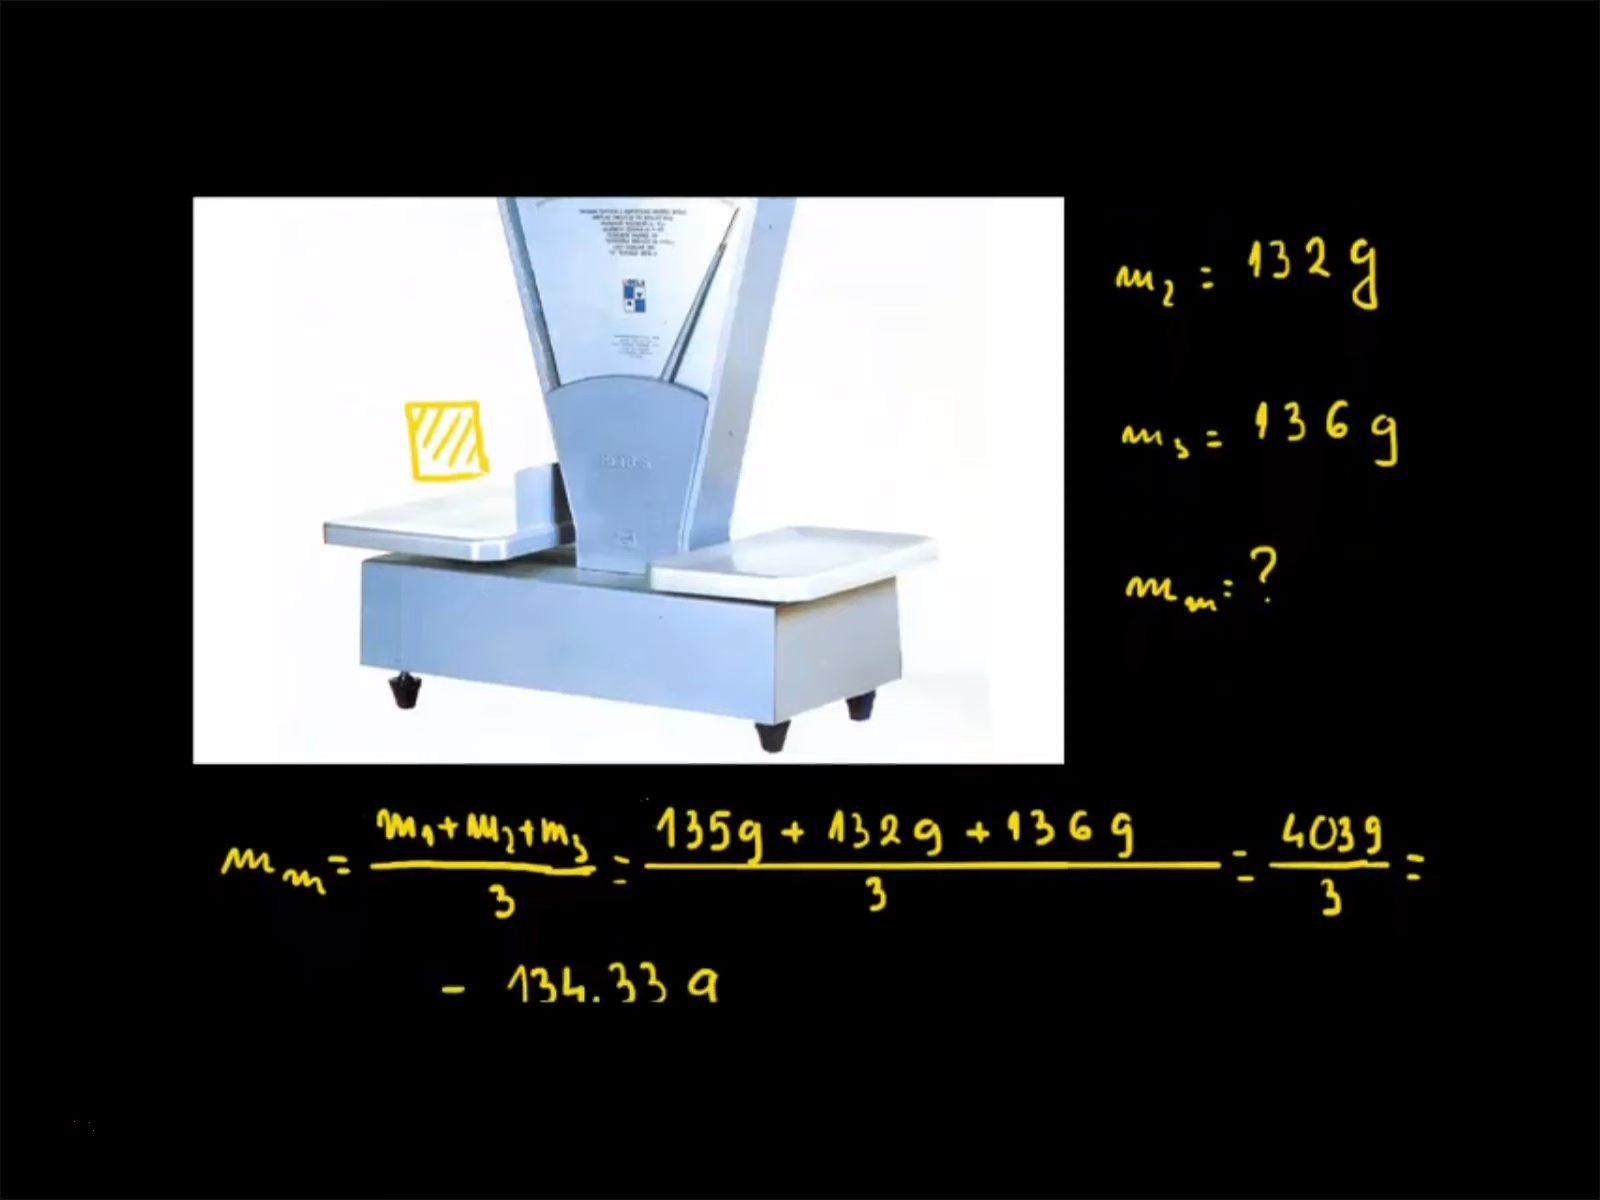 m₂ = 132 g
m₃ = 136 g
mₘ = ?
mₘ = (m₁+m₂+m₃)/3 = (135g + 132g + 136g)/3 = 403g/3 =
- 134.33 g